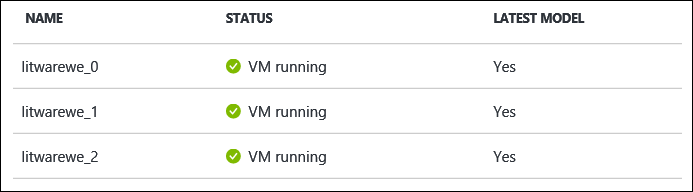 NAME STATUS LATEST MODEL
litwarewe_0 VM running Yes
litwarewe_1 VM running Yes
litwarewe_2 VM running Yes